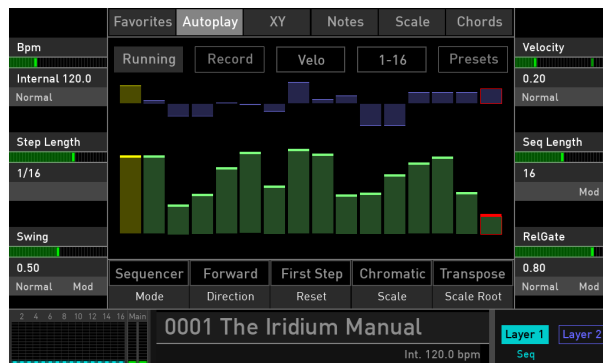 Favorites Autoplay XY Notes Scale Chords
Bpm
Internal 120.0
Normal
Step Length
1/16
Swing
0.50
Normal Mod
Running Record Velo 1-16 Presets
Velocity
0.20
Normal
Seq Length
16
Mod
RelGate
0.80
Normal Mod
Sequencer Forward First Step Chromatic Transpose
Mode Direction Reset Scale Scale Root
2 4 6 8 10 12 14 16 Main
0001 The Iridium Manual
Int. 120.0 bpm
Layer 1 Layer 2
Seq